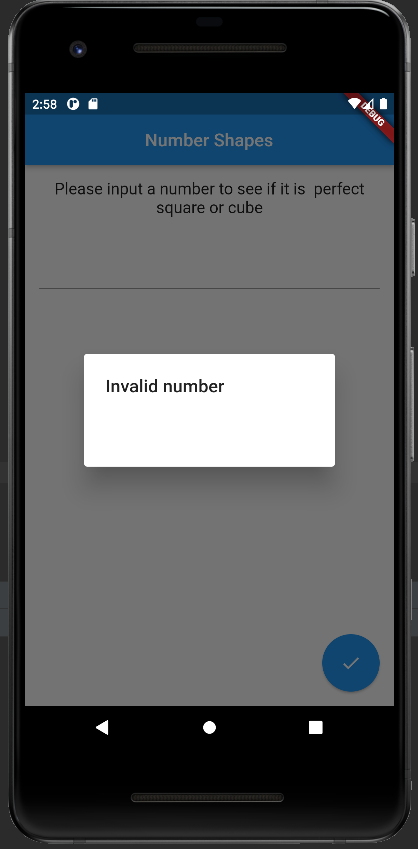 2:58
DEBUG
Number Shapes
Please input a number to see if it is  perfect
square or cube
Invalid number